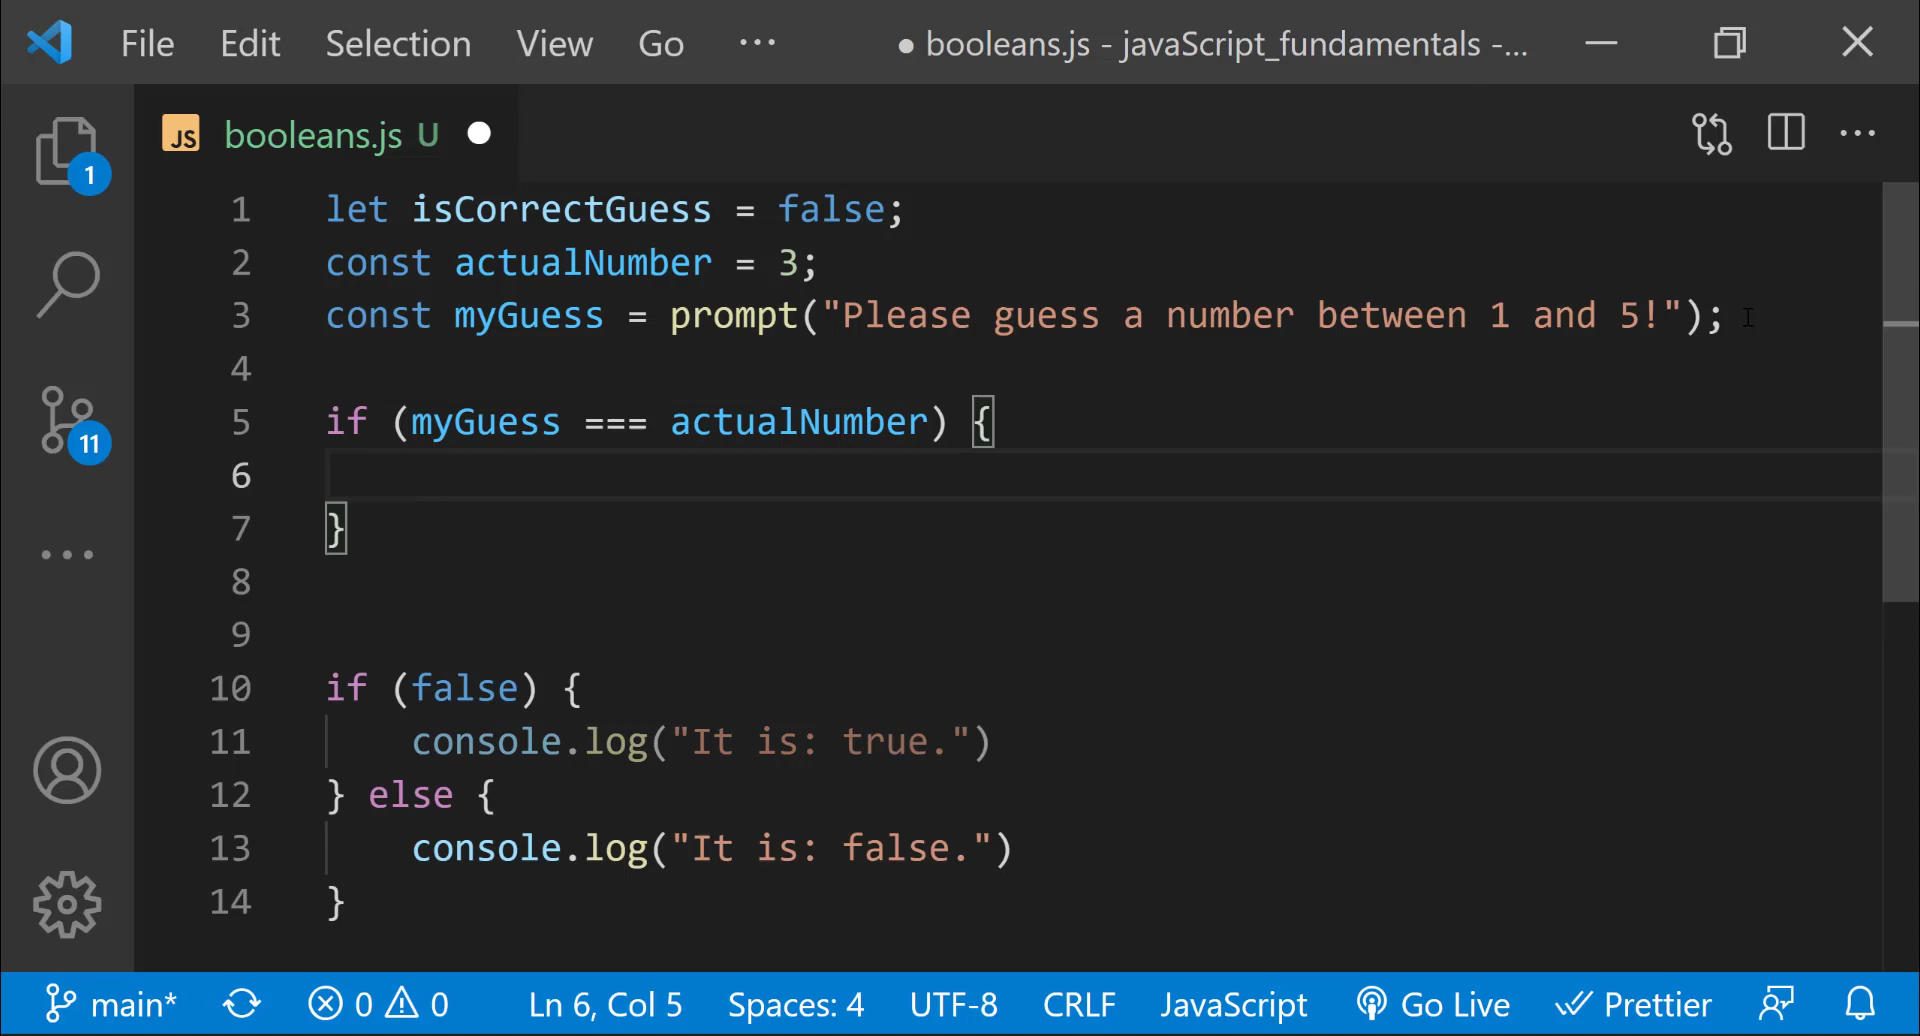 File Edit Selection View Go ··· ● booleans.js - javaScript_fundamentals -...
JS booleans.js U
1 let isCorrectGuess = false;
2 const actualNumber = 3;
3 const myGuess = prompt("Please guess a number between 1 and 5!");
4
5 if (myGuess === actualNumber) {
6
7 }
8
9
10 if (false) {
11     console.log("It is: true.")
12 } else {
13     console.log("It is: false.")
14 }
1
11
main* 0 0 Ln 6, Col 5 Spaces: 4 UTF-8 CRLF JavaScript Go Live Prettier